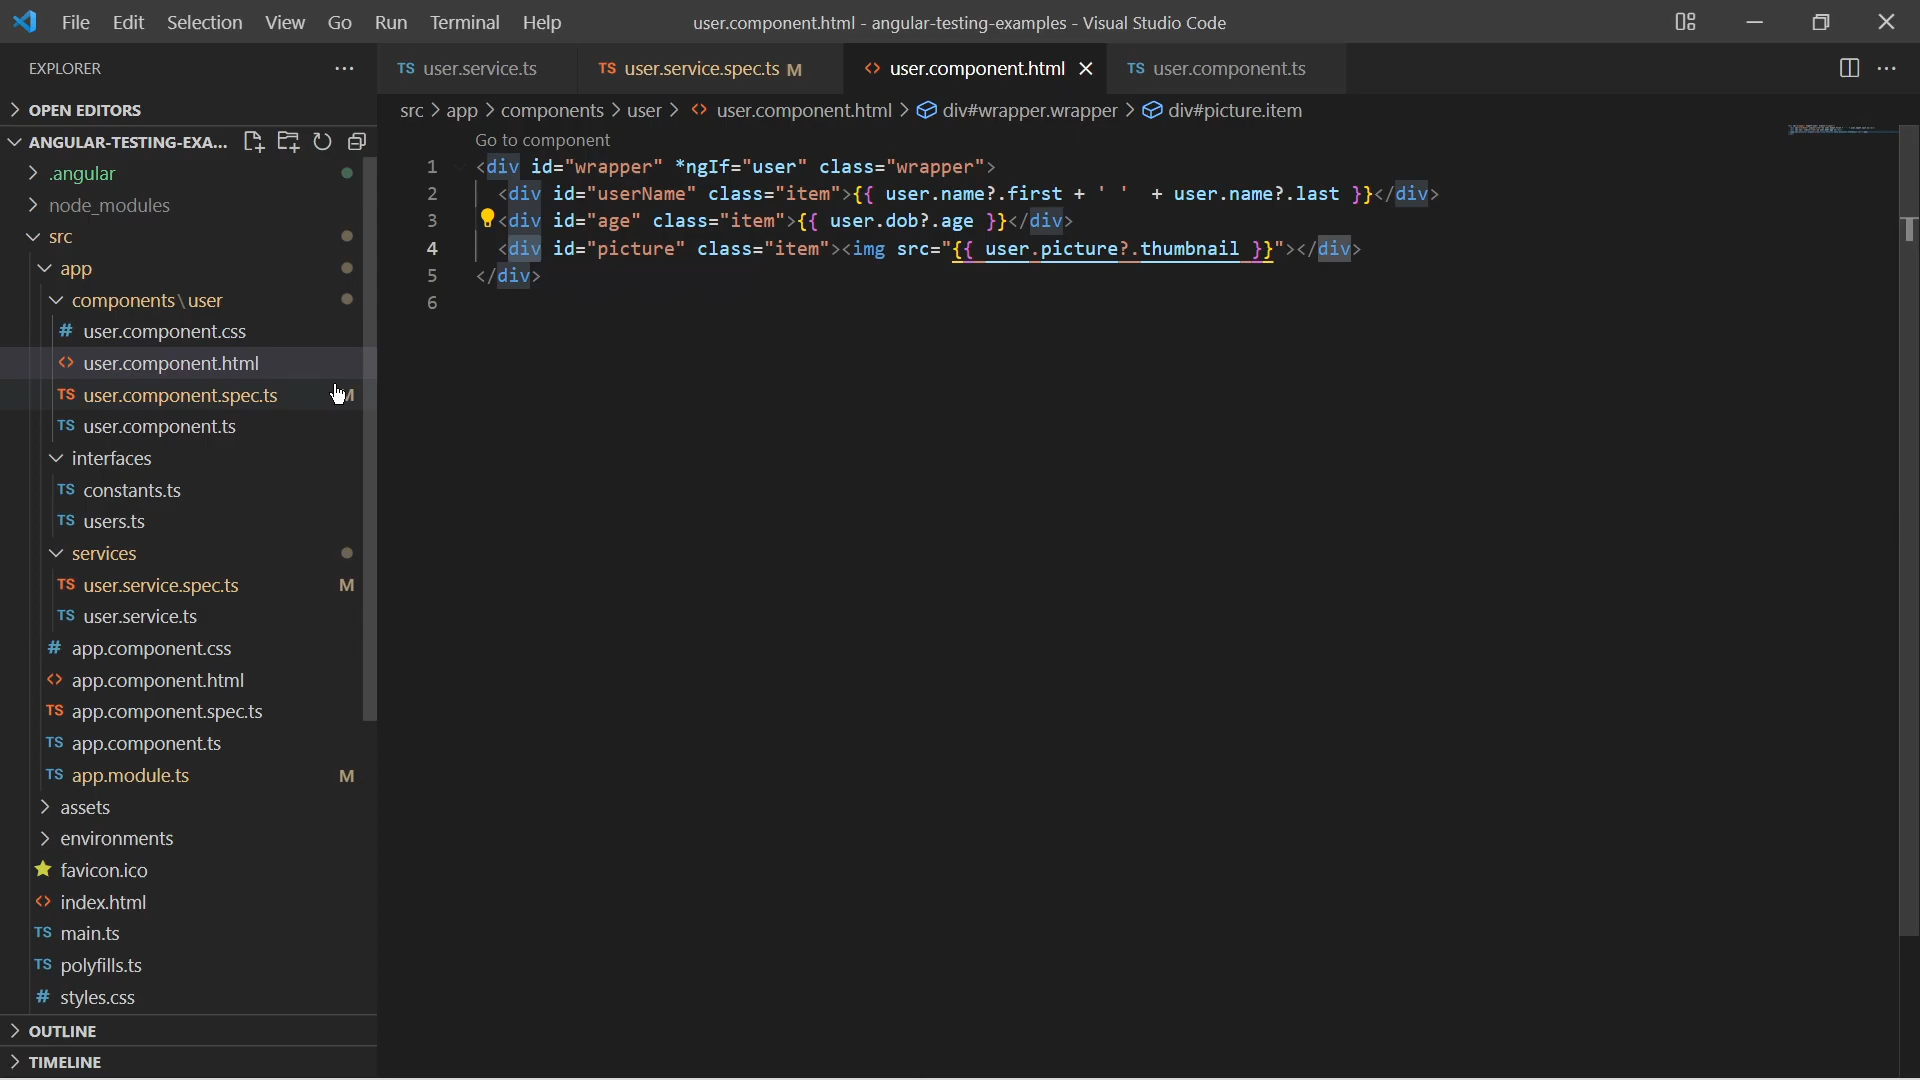 File Edit Selection View Go Run Terminal Help
user.component.html - angular-testing-examples - Visual Studio Code
EXPLORER
OPEN EDITORS
ANGULAR-TESTING-EXA...
.angular
node_modules
src
app
components\user
# user.component.css
<> user.component.html
TS user.component.spec.ts M
TS user.component.ts
interfaces
TS constants.ts
TS users.ts
services
TS user.service.spec.ts M
TS user.service.ts
# app.component.css
<> app.component.html
TS app.component.spec.ts
TS app.component.ts
TS app.module.ts M
assets
environments
favicon.ico
<> index.html
TS main.ts
TS polyfills.ts
# styles.css
OUTLINE
TIMELINE
TS user.service.ts TS user.service.spec.ts M <> user.component.html TS user.component.ts
src > app > components > user > <> user.component.html > div#wrapper.wrapper > div#picture.item
Go to component
1 <div id="wrapper" *ngIf="user" class="wrapper">
2 <div id="userName" class="item">{{ user.name?.first + ' ' + user.name?.last }}</div>
3 <div id="age" class="item">{{ user.dob?.age }}</div>
4 <div id="picture" class="item"><img src="{{ user.picture?.thumbnail }}"></div>
5 </div>
6